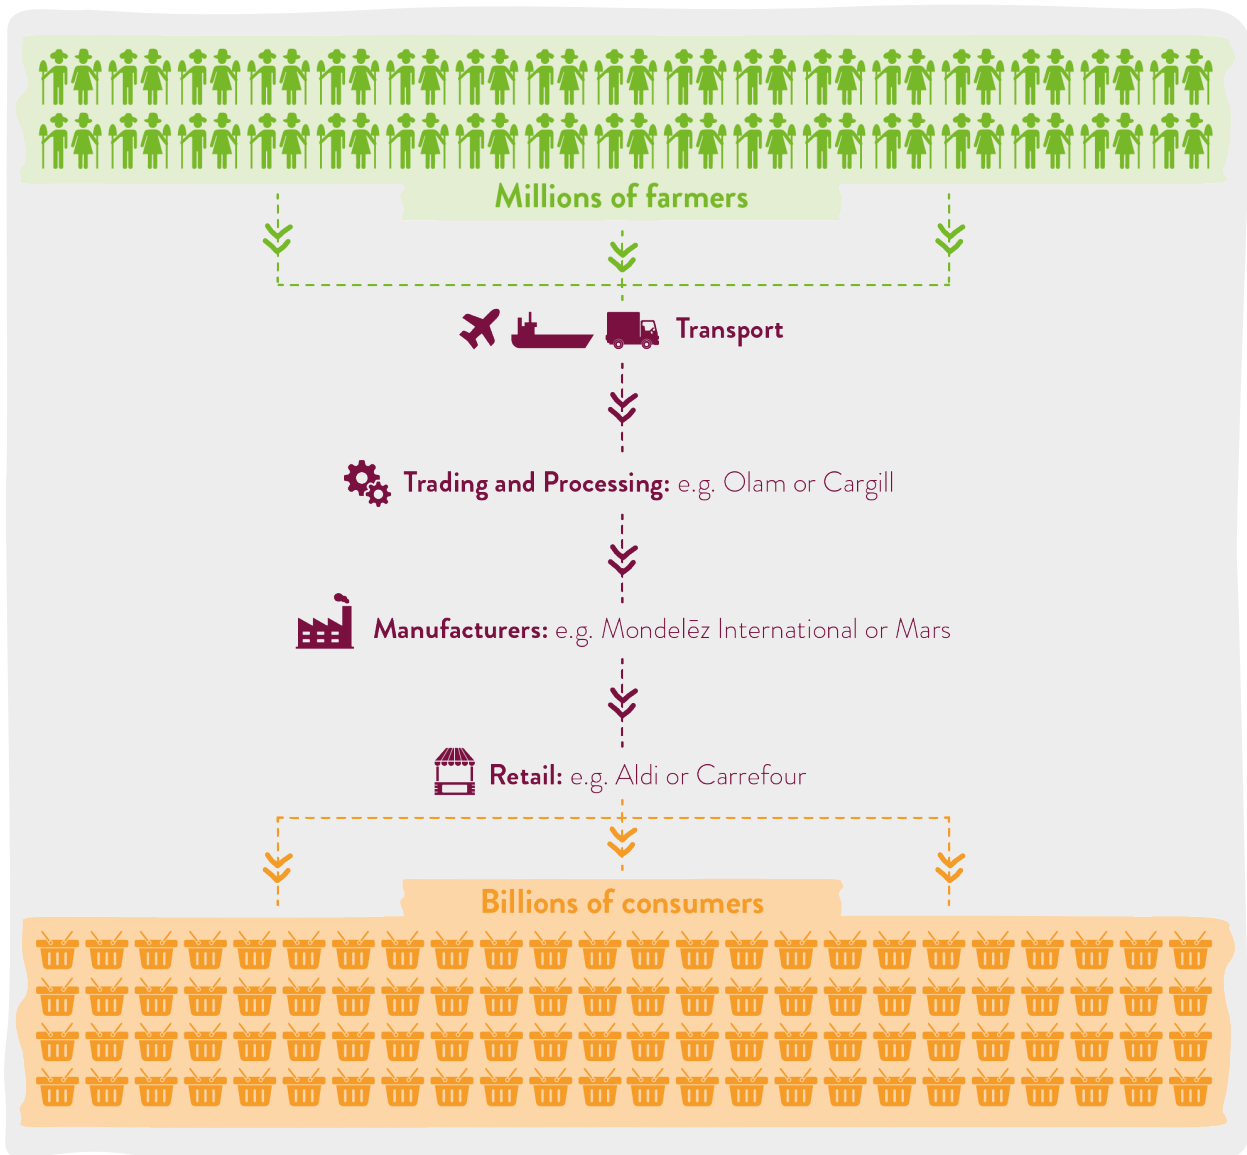 Millions of farmers
Transport
Trading and Processing: e.g. Olam or Cargill
Manufacturers: e.g. Mondelēz International or Mars
Retail: e.g. Aldi or Carrefour
Billions of consumers